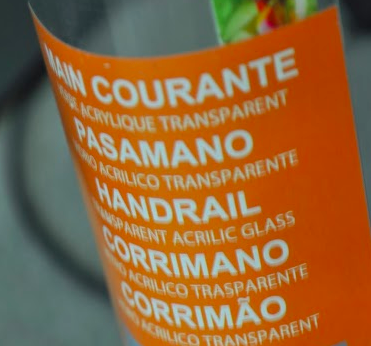 MAIN COURANTE
ACRYLIQUE TRANSPARENT
PASAMANO
ACRILICO TRANSPARENTE
HANDRAIL
TRANSPARENT ACRILIC GLASS
CORRIMANO
ACRILICO TRASPARENTE
CORRIMÃO
ACRILICO TRANSPARENT